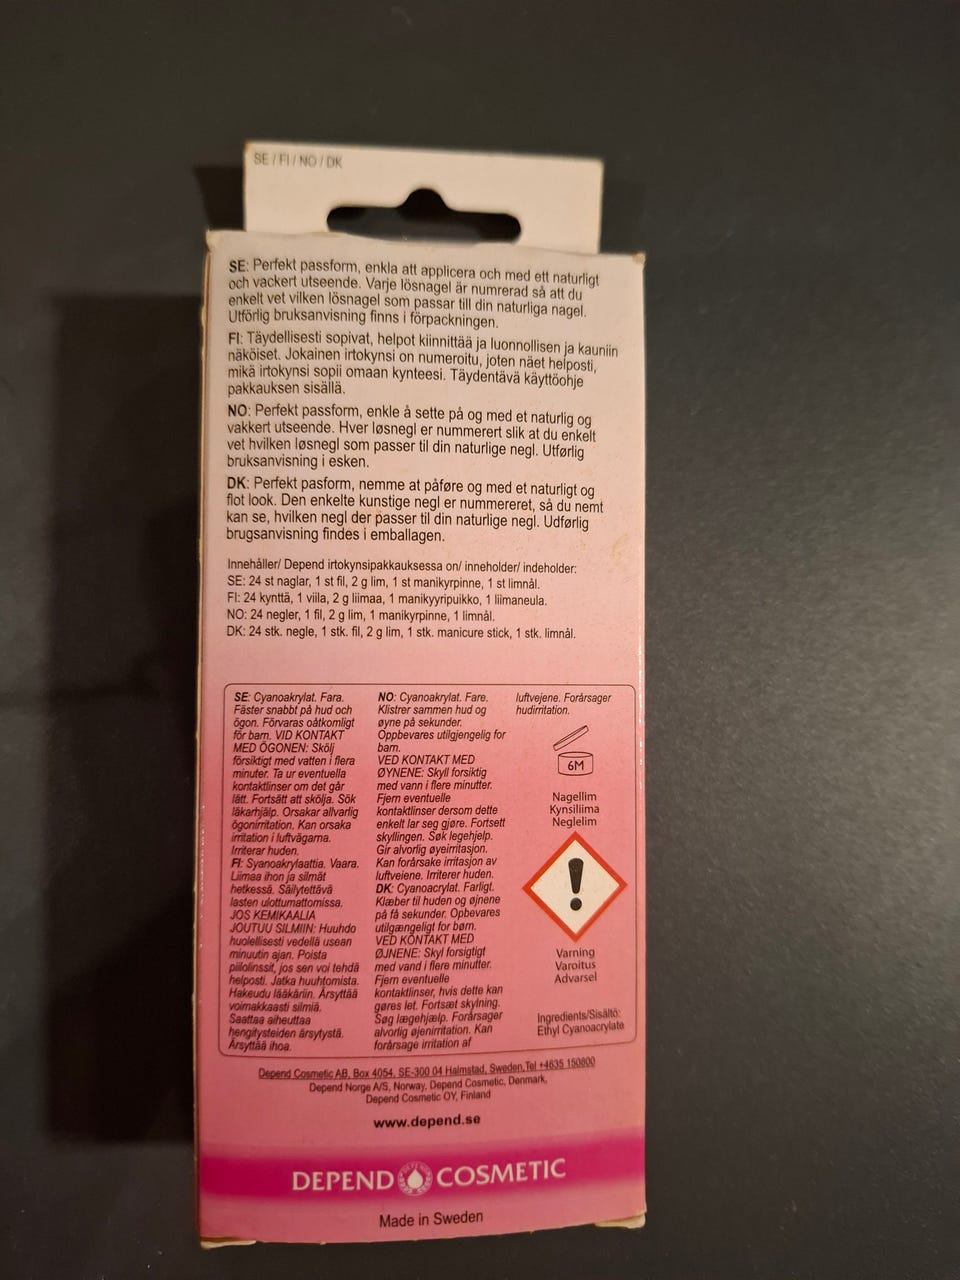 SE / FI / NO / DK
SE: Perfekt passform, enkla att applicera och med ett naturligt
och vackert utseende. Varje lösnagel är numrerad så att du
enkelt vet vilken lösnagel som passar till din naturliga nagel.
Utförlig bruksanvisning finns i förpackningen.
FI: Täydellisesti sopivat, helpot kiinnittää ja luonnollisen ja kauniin
näköiset. Jokainen irtokynsi on numeroitu, joten näet helposti,
mikä irtokynsi sopii omaan kynteesi. Täydentävä käyttöohje
pakkauksen sisällä.
NO: Perfekt passform, enkle å sette på og med et naturlig og
vakkert utseende. Hver løsnegl er nummerert slik at du enkelt
vet hvilken løsnegl som passer til din naturlige negl. Utførlig
bruksanvisning i esken.
DK: Perfekt pasform, nemme at påføre og med et naturligt og
flot look. Den enkelte kunstige negl er nummereret, så du nemt
kan se, hvilken negl der passer til din naturlige negl. Udførlig
brugsanvisning findes i emballagen.
Innehåller/ Depend irtokynsipakkauksessa on/ inneholder/ indeholder:
SE: 24 st naglar, 1 st fil, 2 g lim, 1 st manikyrpinne, 1 st limnål.
FI: 24 kynttä, 1 viila, 2 g liimaa, 1 manikyyripuikko, 1 liimaneula.
NO: 24 negler, 1 fil, 2 g lim, 1 manikyrpinne, 1 limnål.
DK: 24 stk. negle, 1 stk. fil, 2 g lim, 1 stk. manicure stick, 1 stk. limnål.
SE: Cyanoakrylat. Fara.
Fäster snabbt på hud och
ögon. Förvaras oåtkomligt
för barn. VID KONTAKT
MED ÖGONEN: Skölj
försiktigt med vatten i flera
minuter. Ta ur eventuella
kontaktlinser om det går
lätt. Fortsätt att skölja. Sök
läkarhjälp. Orsakar allvarlig
ögonirritation. Kan orsaka
irritation i luftvägarna.
Irriterar huden.
FI: Syanoakrylaattia. Vaara.
Liimaa ihon ja silmät
hetkessä. Säilytettävä
lasten ulottumattomissa.
JOS KEMIKAALIA
JOUTUU SILMIIN: Huuhdo
huolellisesti vedellä usean
minuutin ajan. Poista
piilolinssit, jos sen voi tehdä
helposti. Jatka huuhtomista.
Hakeudu lääkäriin. Ärsyttää
voimakkaasti silmiä.
Saattaa aiheuttaa
hengitysteiden ärsytystä.
Ärsyttää ihoa.
NO: Cyanoakrylat. Fare.
Klistrer sammen hud og
øyne på sekunder.
Oppbevares utilgjengelig for
barn.
VED KONTAKT MED
ØYNENE: Skyll forsiktig
med vann i flere minutter.
Fjern eventuelle
kontaktlinser dersom dette
enkelt lar seg gjøre. Fortsett
skyllingen. Søk legehjelp.
Gir alvorlig øyeirritasjon.
Kan forårsake irritasjon av
luftveiene. Irriterer huden.
DK: Cyanoacrylat. Farligt.
Klæber til huden og øjnene
på få sekunder. Opbevares
utilgængeligt for børn.
VED KONTAKT MED
ØJNENE: Skyl forsigtigt
med vand i flere minutter.
Fjern eventuelle
kontaktlinser, hvis dette kan
gøres let. Fortsæt skylning.
Søg lægehjælp. Forårsager
alvorlig øjenirritation. Kan
forårsage irritation af
luftvejene. Forårsager
hudirritation.
6M
Nagellim
Kynsiliima
Neglelim
Varning
Varoitus
Advarsel
Ingredients/Sisältö:
Ethyl Cyanoacrylate
Depend Cosmetic AB, Box 4054, SE-300 04 Halmstad, Sweden,Tel +4635 150800
Depend Norge A/S, Norway, Depend Cosmetic, Denmark,
Depend Cosmetic OY, Finland
www.depend.se
DEPEND COSMETIC
Made in Sweden